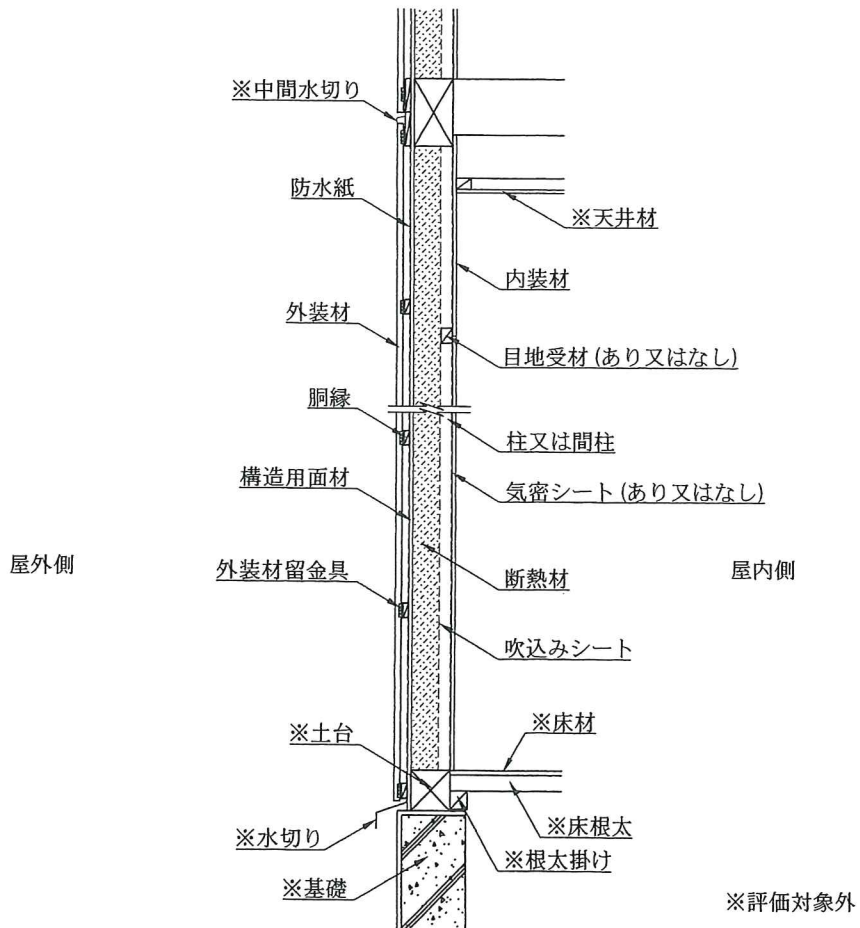 ※中間水切り
防水紙
※天井材
内装材
外装材
目地受材(あり又はなし)
胴縁
柱又は間柱
構造用面材
気密シート(あり又はなし)
屋外側
外装材留金具
断熱材
屋内側
吹込みシート
※土台
※床材
※水切り
※床根太
※根太掛け
※基礎
※評価対象外